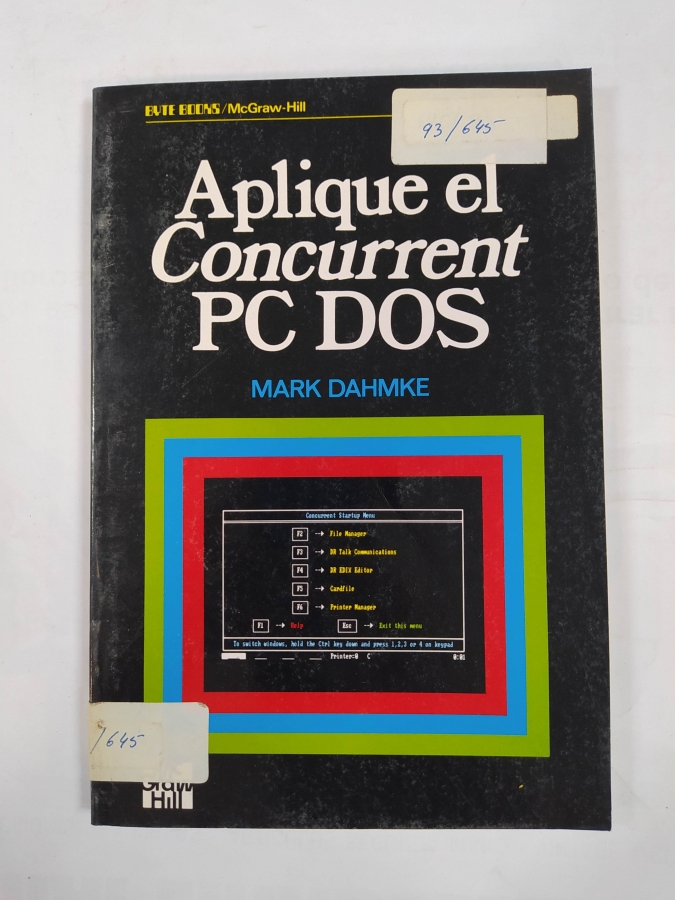 BYTE BOOKS / McGraw-Hill
93/645
Aplique el
Concurrent
PC DOS
MARK DAHMKE
Concurrent Startup Menu
F2 → File Manager
F3 → DR Talk Communications
F4 → DR EDIX Editor
F5 → Cardfile
F6 → Printer Manager
F1 → Help Esc → Exit this menu
To switch windows, hold the Ctrl key down and press 1,2,3 or 4 on keypad
Printer=0 C 0:01
/645
Graw
Hill